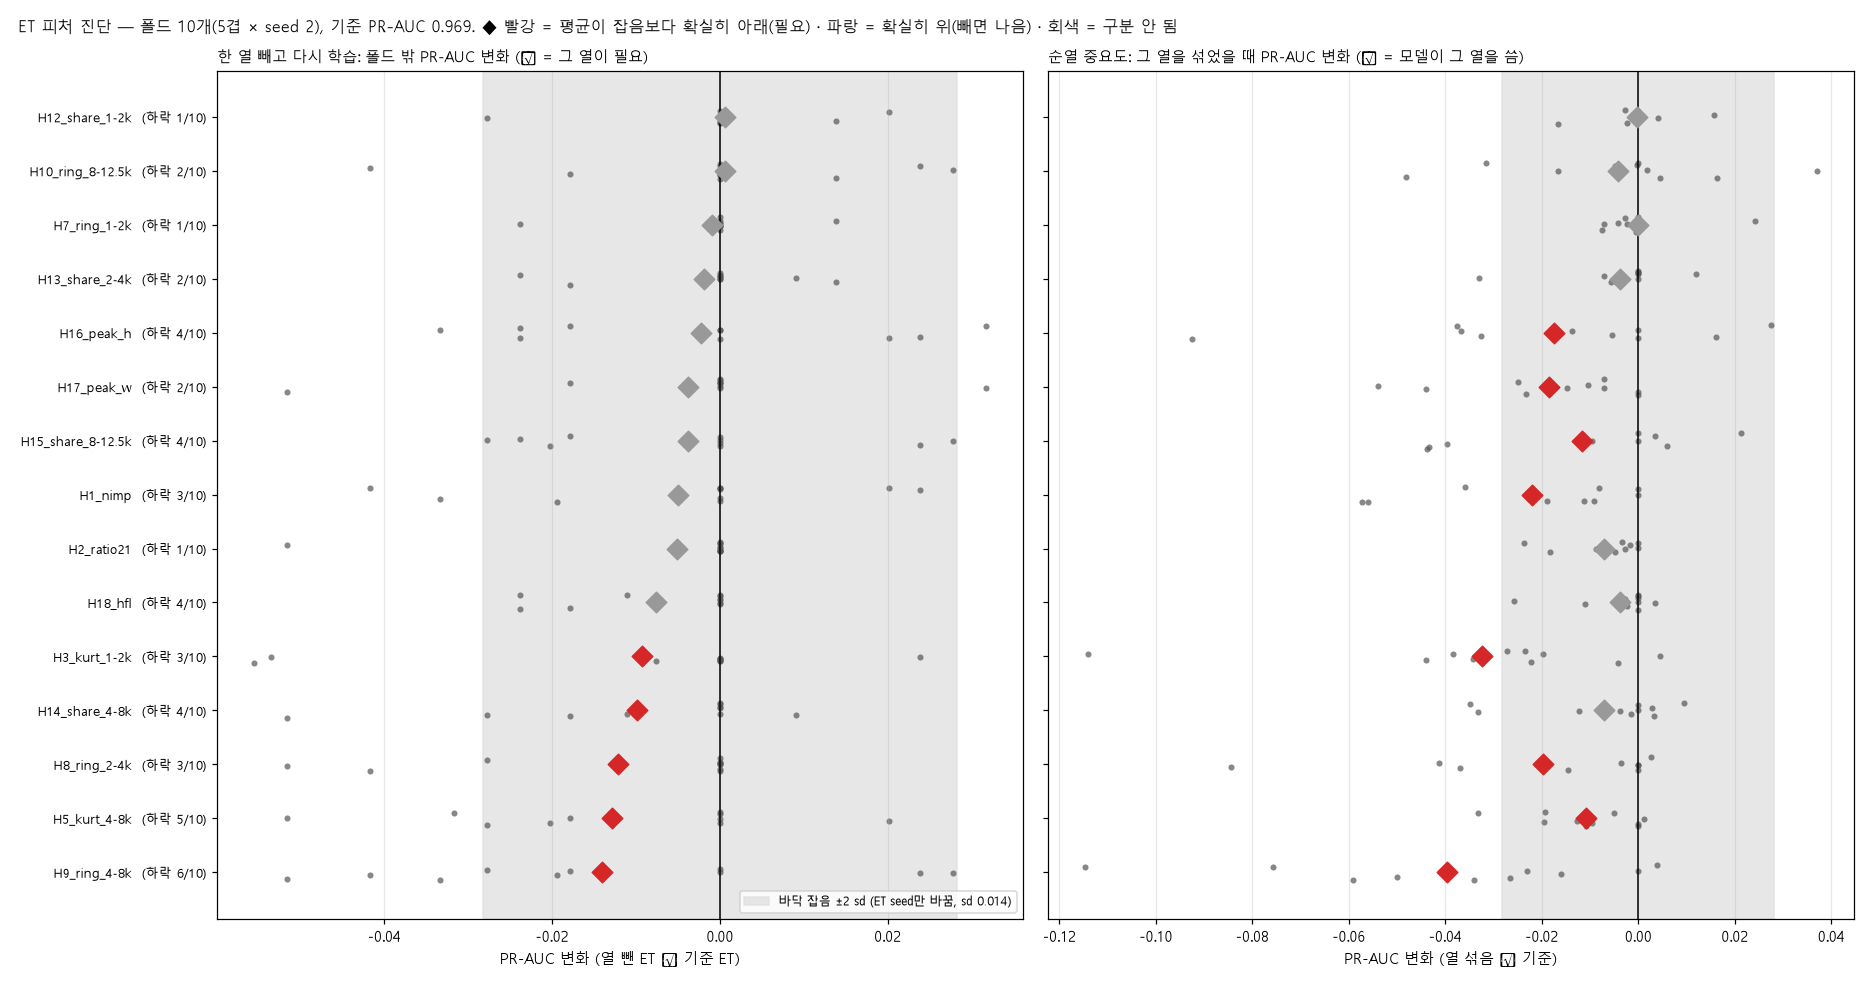 ET 피처 진단 — 폴드 10개(5겹 × seed 2), 기준 PR-AUC 0.969. ◆ 빨강 = 평균이 잡음보다 확실히 아래(필요) · 파랑 = 확실히 위(빼면 나음) · 회색 = 구분 안 됨
한 열 빼고 다시 학습: 폴드 밖 PR-AUC 변화 (√ = 그 열이 필요)
순열 중요도: 그 열을 섞었을 때 PR-AUC 변화 (√ = 모델이 그 열을 씀)
H12_share_1-2k (하락 1/10)
H10_ring_8-12.5k (하락 2/10)
H7_ring_1-2k (하락 1/10)
H13_share_2-4k (하락 2/10)
H16_peak_h (하락 4/10)
H17_peak_w (하락 2/10)
H15_share_8-12.5k (하락 4/10)
H1_nimp (하락 3/10)
H2_ratio21 (하락 1/10)
H18_hfl (하락 4/10)
H3_kurt_1-2k (하락 3/10)
H14_share_4-8k (하락 4/10)
H8_ring_2-4k (하락 3/10)
H5_kurt_4-8k (하락 5/10)
H9_ring_4-8k (하락 6/10)
바닥 잡음 ±2 sd (ET seed만 바꿈, sd 0.014)
-0.04 -0.02 0.00 0.02
-0.12 -0.10 -0.08 -0.06 -0.04 -0.02 0.00 0.02 0.04
PR-AUC 변화 (열 뺀 ET √ 기준 ET)
PR-AUC 변화 (열 섞음 √ 기준)